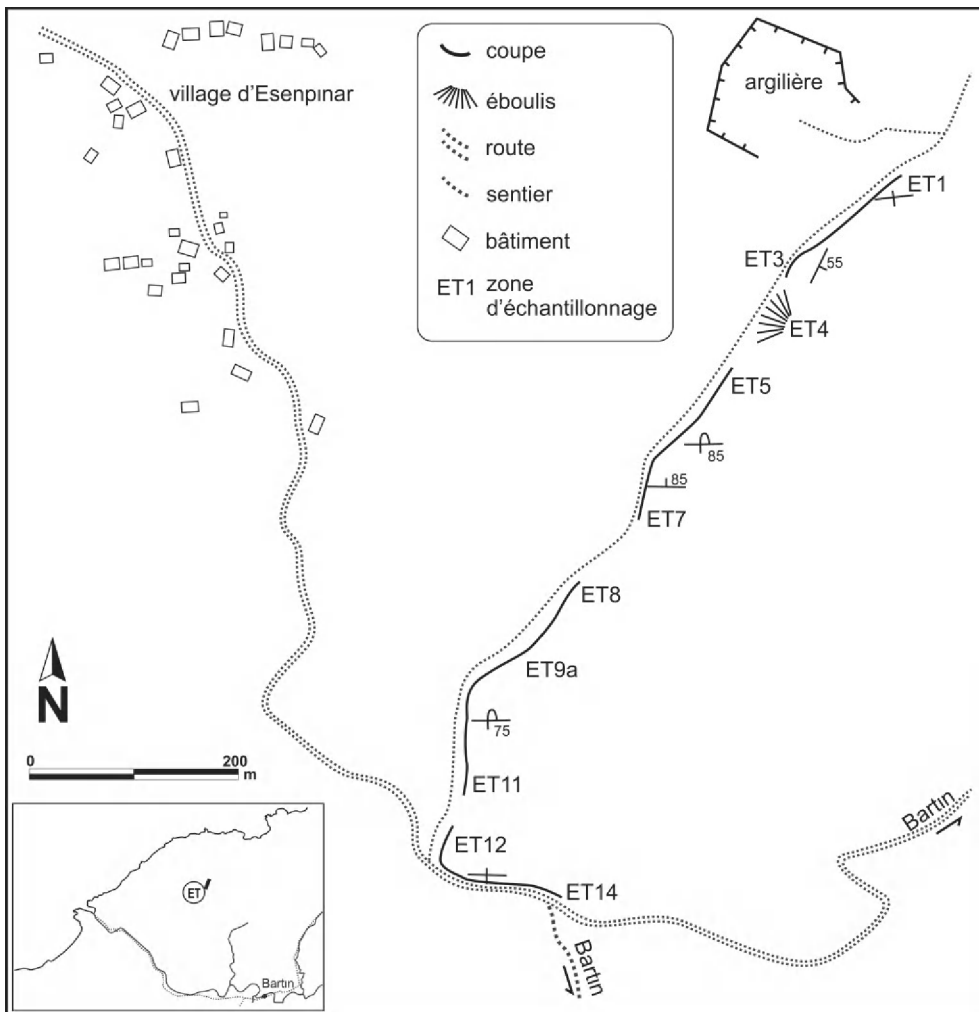 village d'Esenpınar
coupe
éboulis
route
sentier
bâtiment
ET1 zone
d'échantillonnage
argilière
ET1
ET3
55
ET4
ET5
85
85
ET7
ET8
ET9a
75
ET11
ET12
ET14
N
0 200
m
Bartın
Bartın
ET
Bartın